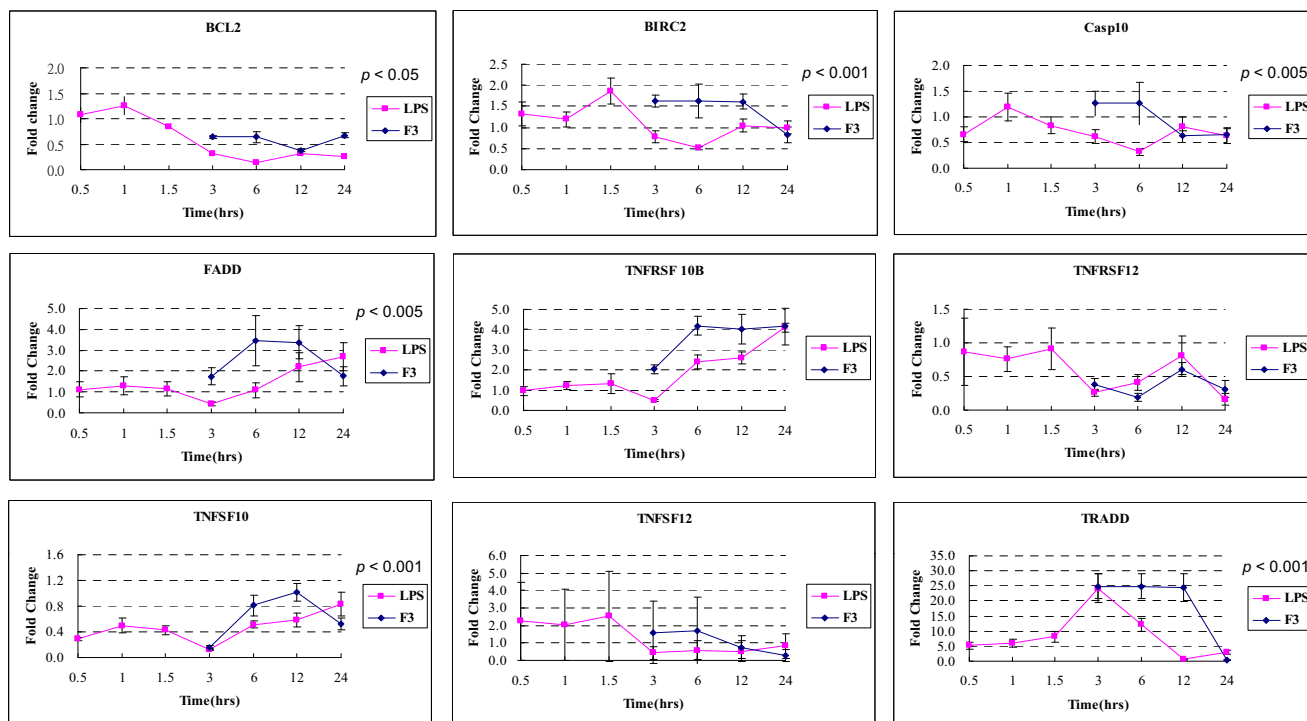 BCL2
p < 0.05
Fold change
2.0
1.5
1.0
0.5
0.0
0.5 1 1.5 3 6 12 24
Time(hrs)
LPS
F3
BIRC2
p < 0.001
Fold Change
2.5
2.0
1.5
1.0
0.5
0.0
0.5 1 1.5 3 6 12 24
Time(hrs)
LPS
F3
Casp10
p < 0.005
Fold Change
2.0
1.5
1.0
0.5
0.0
0.5 1 1.5 3 6 12 24
Time(hrs)
LPS
F3
FADD
p < 0.005
Fold Change
5.0
4.0
3.0
2.0
1.0
0.0
0.5 1 1.5 3 6 12 24
Time(hrs)
LPS
F3
TNFRSF 10B
Fold Change
5.0
4.0
3.0
2.0
1.0
0.0
0.5 1 1.5 3 6 12 24
Time(hrs)
LPS
F3
TNFRSF12
Fold Change
1.5
1.0
0.5
0.0
0.5 1 1.5 3 6 12 24
Time(hrs)
LPS
F3
TNFSF10
p < 0.001
Fold Change
1.6
1.2
0.8
0.4
0.0
0.5 1 1.5 3 6 12 24
Time(hrs)
LPS
F3
TNFSF12
Fold Change
6.0
5.0
4.0
3.0
2.0
1.0
0.0
0.5 1 1.5 3 6 12 24
Time(hrs)
LPS
F3
TRADD
p < 0.001
Fold Change
35.0
30.0
25.0
20.0
15.0
10.0
5.0
0.0
0.5 1 1.5 3 6 12 24
Time(hrs)
LPS
F3